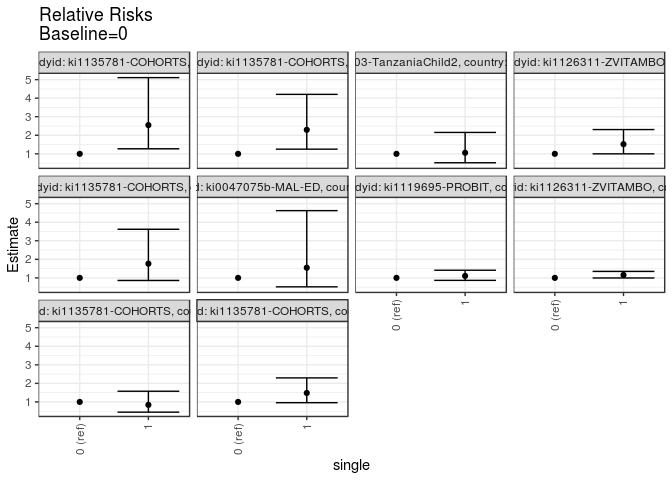 Relative Risks
Baseline=0
dyid: ki1135781-COHORTS,
dyid: ki1135781-COHORTS,
03-TanzaniaChild2, country:
dyid: ki1126311-ZVITAMBO
5
4
3
2
1
dyid: ki1135781-COHORTS,
: ki0047075b-MAL-ED, coun
dyid: ki1119695-PROBIT, co
id: ki1126311-ZVITAMBO, co
5
4
3
2
1
Estimate
d: ki1135781-COHORTS, co
d: ki1135781-COHORTS, co
5
4
3
2
1
0 (ref)
1
0 (ref)
1
0 (ref)
1
0 (ref)
1
single